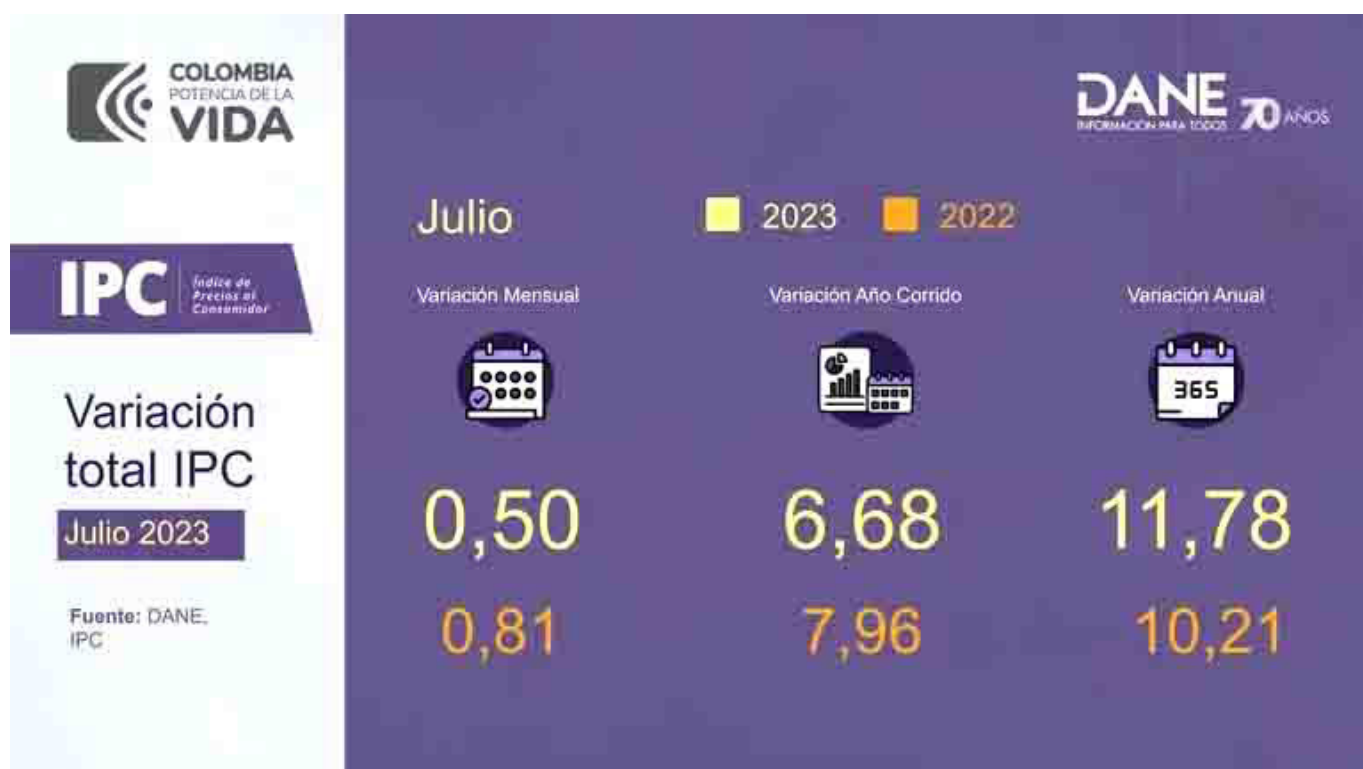 COLOMBIA
POTENCIA DE LA
VIDA
DANE
INFORMACIÓN PARA TODOS
70 AÑOS
IPC
Índice de
Precios al
Consumidor
Variación
total IPC
Julio 2023
Fuente: DANE,
IPC
Julio
2023
2022
Variación Mensual
Variación Año Corrido
Variación Anual
365
0,50
6,68
11,78
0,81
7,96
10,21